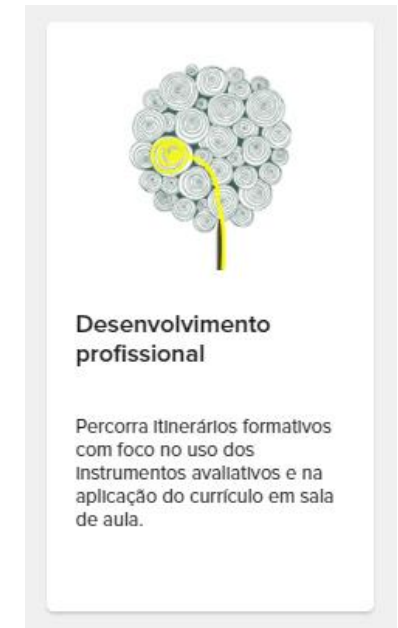 Desenvolvimento
profissional
Percorra itinerários formativos
com foco no uso dos
instrumentos avaliativos e na
aplicação do currículo em sala
de aula.